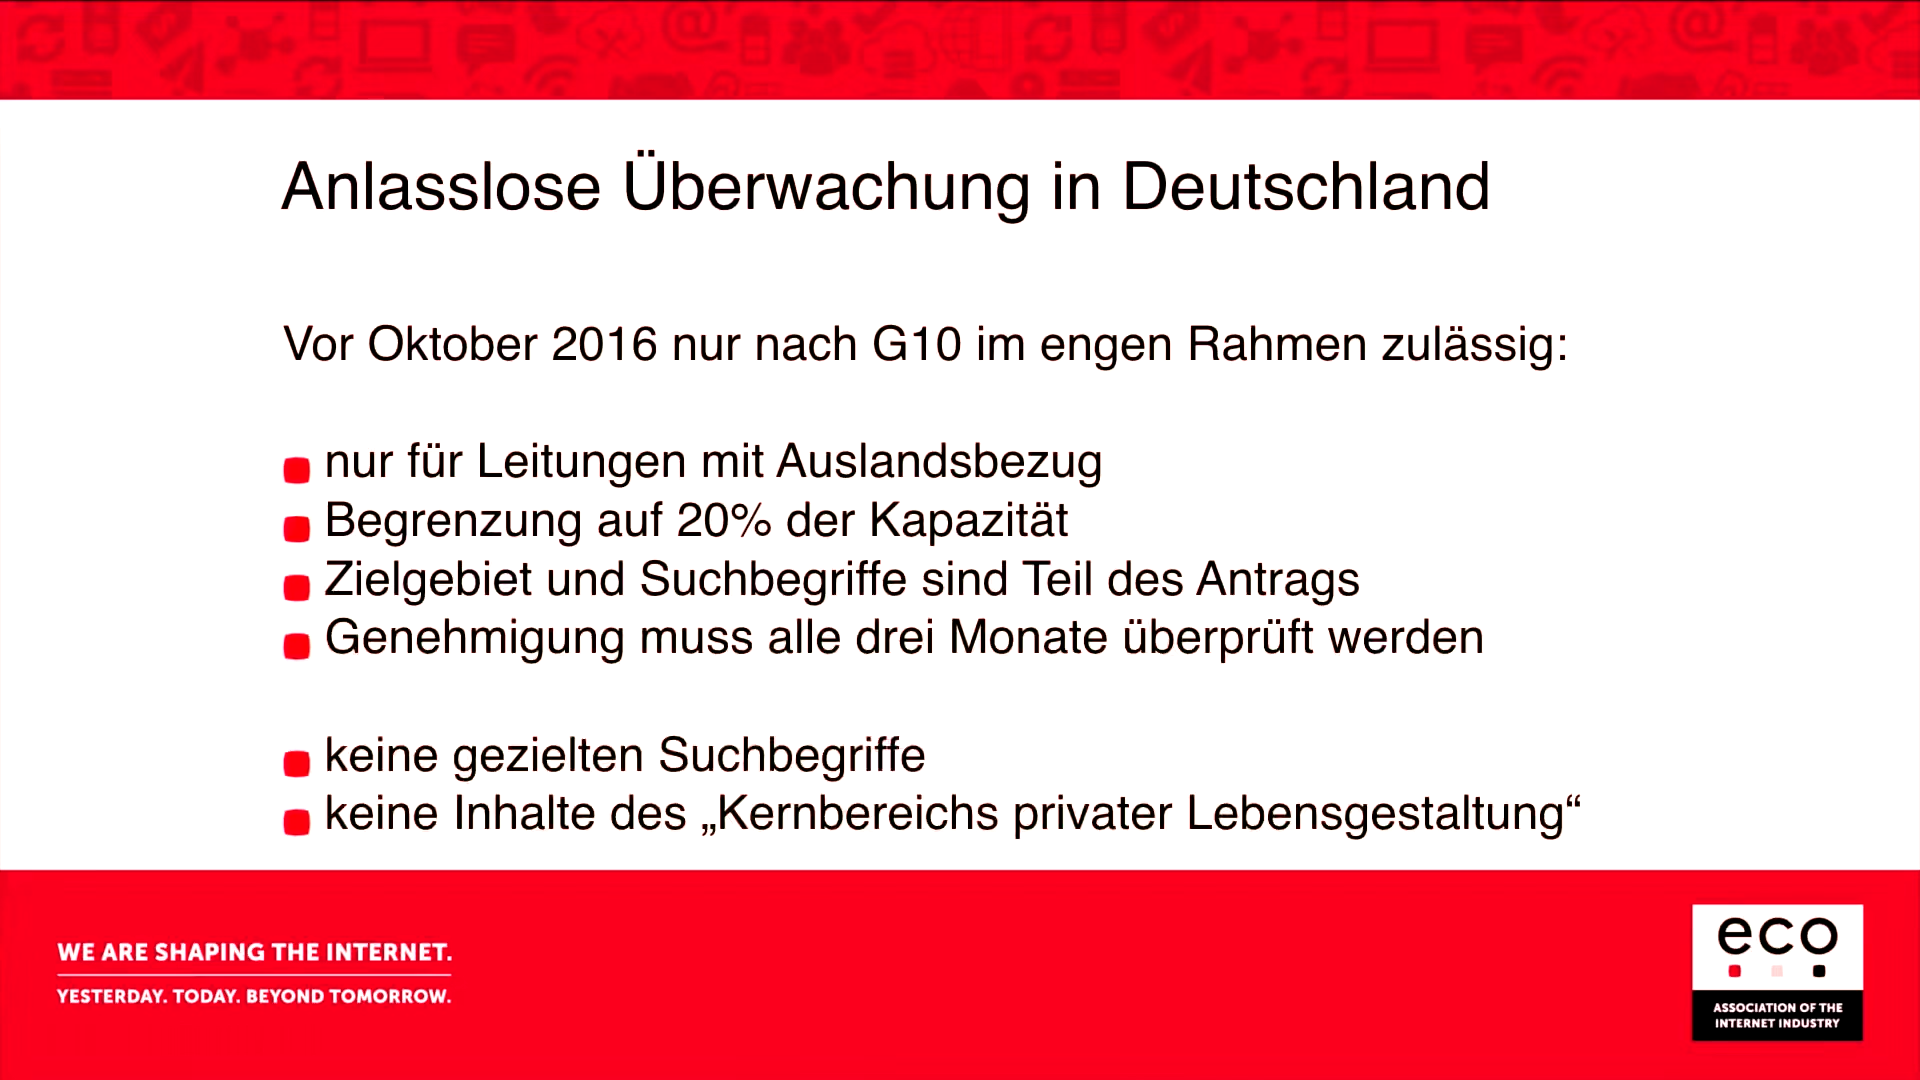 Anlasslose Überwachung in Deutschland
Vor Oktober 2016 nur nach G10 im engen Rahmen zulässig:
nur für Leitungen mit Auslandsbezug
Begrenzung auf 20% der Kapazität
Zielgebiet und Suchbegriffe sind Teil des Antrags
Genehmigung muss alle drei Monate überprüft werden
keine gezielten Suchbegriffe
keine Inhalte des „Kernbereichs privater Lebensgestaltung“
WE ARE SHAPING THE INTERNET.
YESTERDAY. TODAY. BEYOND TOMORROW.
eco
ASSOCIATION OF THE
INTERNET INDUSTRY